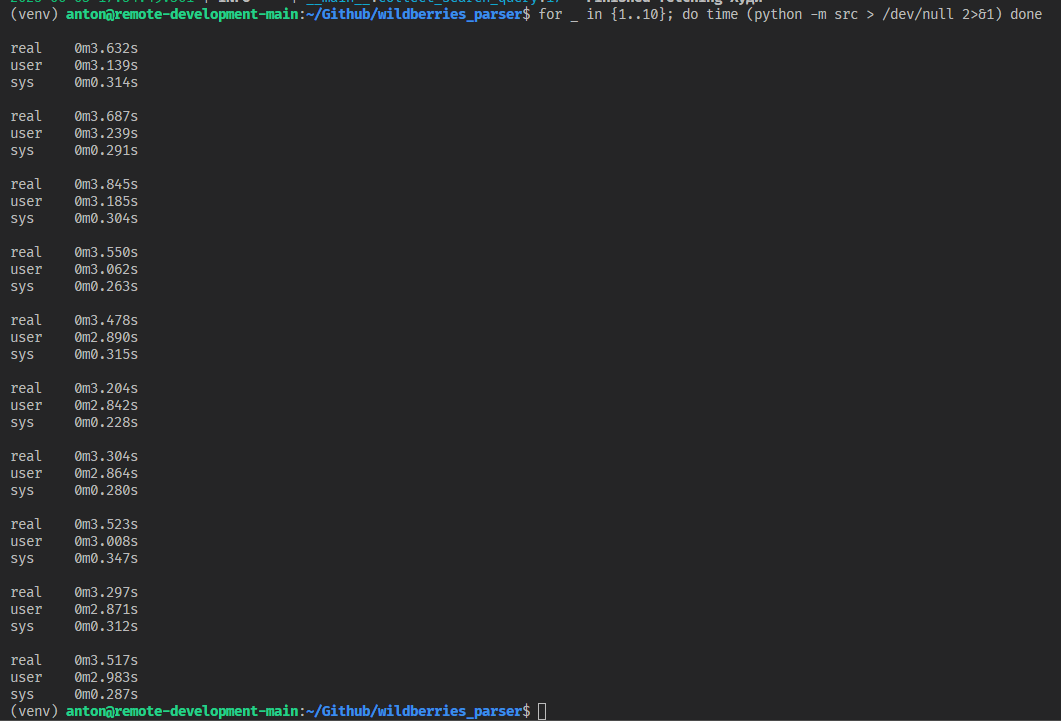 (venv) anton@remote-development-main:~/Github/wildberries_parser$ for _ in {1..10}; do time (python -m src > /dev/null 2>&1) done
real 0m3.632s
user 0m3.139s
sys 0m0.314s
real 0m3.687s
user 0m3.239s
sys 0m0.291s
real 0m3.845s
user 0m3.185s
sys 0m0.304s
real 0m3.550s
user 0m3.062s
sys 0m0.263s
real 0m3.478s
user 0m2.890s
sys 0m0.315s
real 0m3.204s
user 0m2.842s
sys 0m0.228s
real 0m3.304s
user 0m2.864s
sys 0m0.280s
real 0m3.523s
user 0m3.008s
sys 0m0.347s
real 0m3.297s
user 0m2.871s
sys 0m0.312s
real 0m3.517s
user 0m2.983s
sys 0m0.287s
(venv) anton@remote-development-main:~/Github/wildberries_parser$